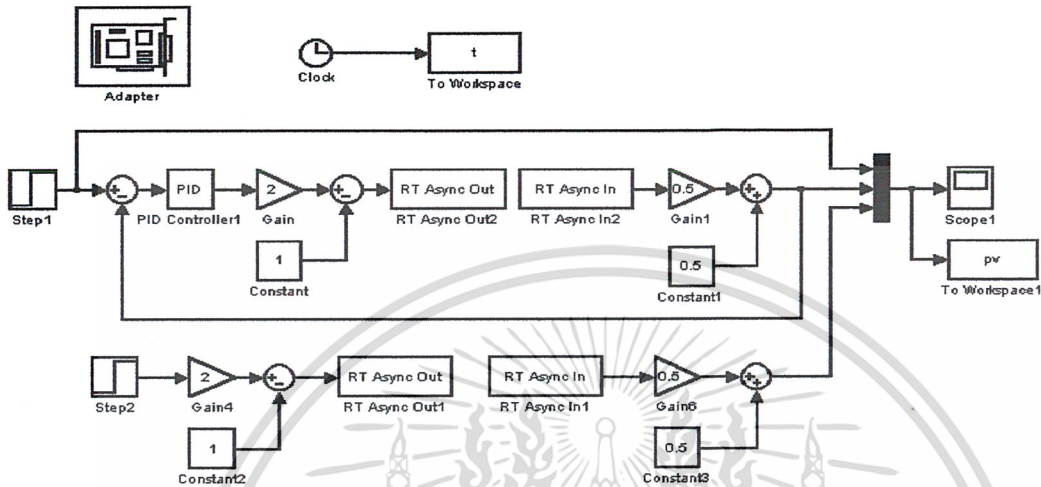 Adapter
Clock
t
To Workspace
Step1
+
-
PID
PID Controller1
2
Gain
+
-
RT Async Out
RT Async Out2
RT Async In
RT Async In2
0.5
Gain1
+
+
Scope1
1
Constant
0.5
Constant1
pv
To Workspace1
Step2
2
Gain4
+
-
RT Async Out
RT Async Out1
RT Async In
RT Async In1
0.5
Gain6
+
+
1
Constant2
0.5
Constant3